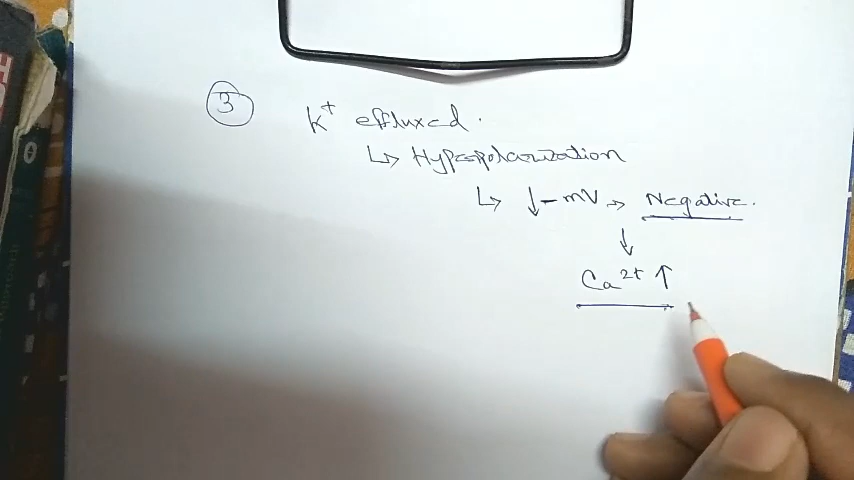 3 K⁺ effluxed.
↳ Hyperpolarization
↳ ↓ - mV → Negative.
↓
Ca²⁺ ↑